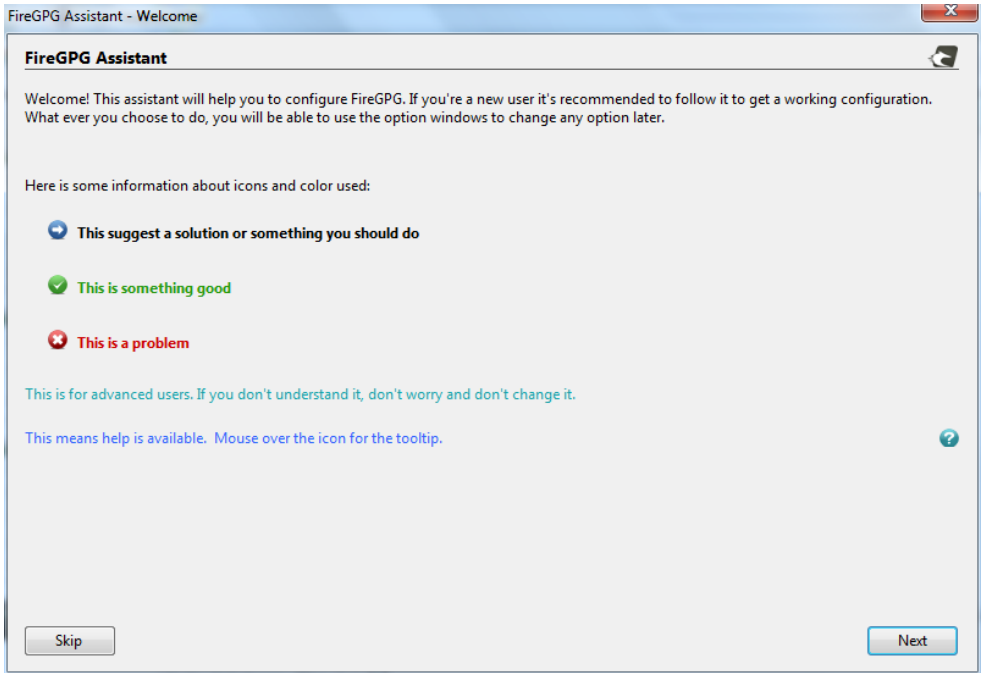 FireGPG Assistant - Welcome
FireGPG Assistant
Welcome! This assistant will help you to configure FireGPG. If you're a new user it's recommended to follow it to get a working configuration.
What ever you choose to do, you will be able to use the option windows to change any option later.
Here is some information about icons and color used:
This suggest a solution or something you should do
This is something good
This is a problem
This is for advanced users. If you don't understand it, don't worry and don't change it.
This means help is available.  Mouse over the icon for the tooltip.
?
Skip
Next